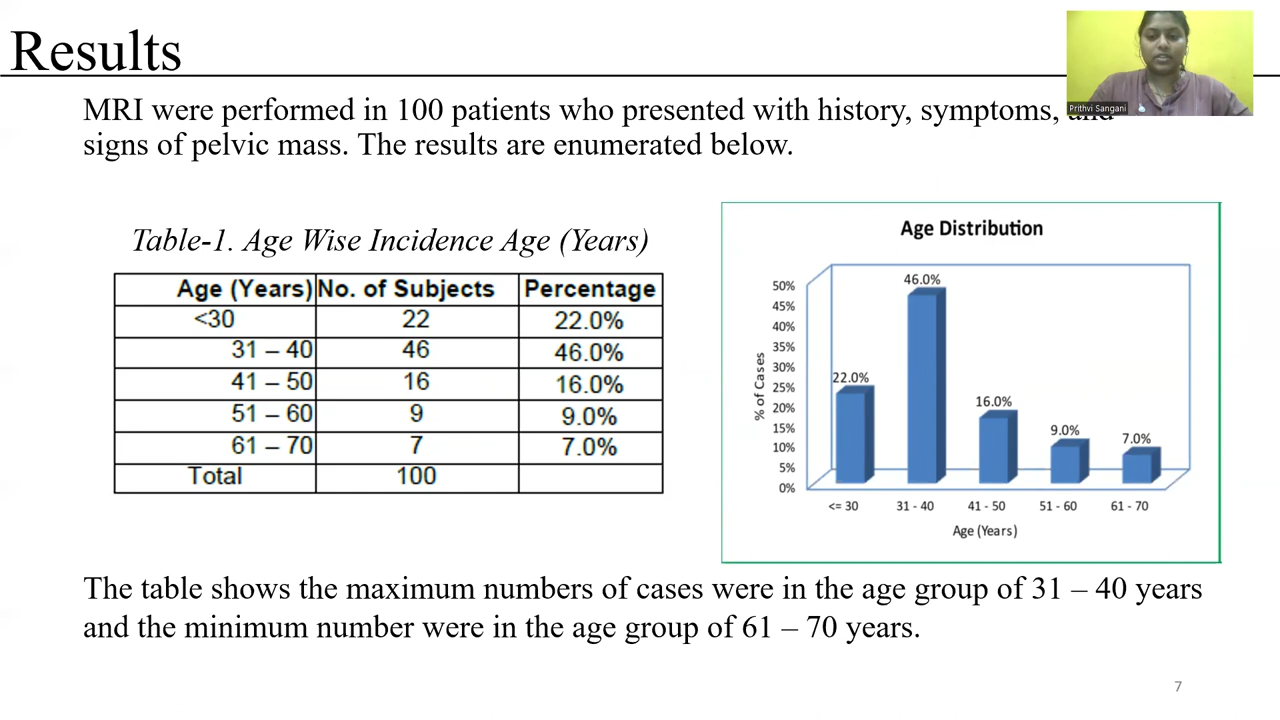 Results
MRI were performed in 100 patients who presented with history, symptoms, and
signs of pelvic mass. The results are enumerated below.
Prithvi Sangani
Table-1. Age Wise Incidence Age (Years)
Age (Years) No. of Subjects Percentage
<30 22 22.0%
31 – 40 46 46.0%
41 – 50 16 16.0%
51 – 60 9 9.0%
61 – 70 7 7.0%
Total 100
Age Distribution
% of Cases
50%
45%
40%
35%
30%
25%
20%
15%
10%
5%
0%
22.0%
46.0%
16.0%
9.0%
7.0%
<= 30 31 - 40 41 - 50 51 - 60 61 - 70
Age (Years)
The table shows the maximum numbers of cases were in the age group of 31 – 40 years
and the minimum number were in the age group of 61 – 70 years.
7